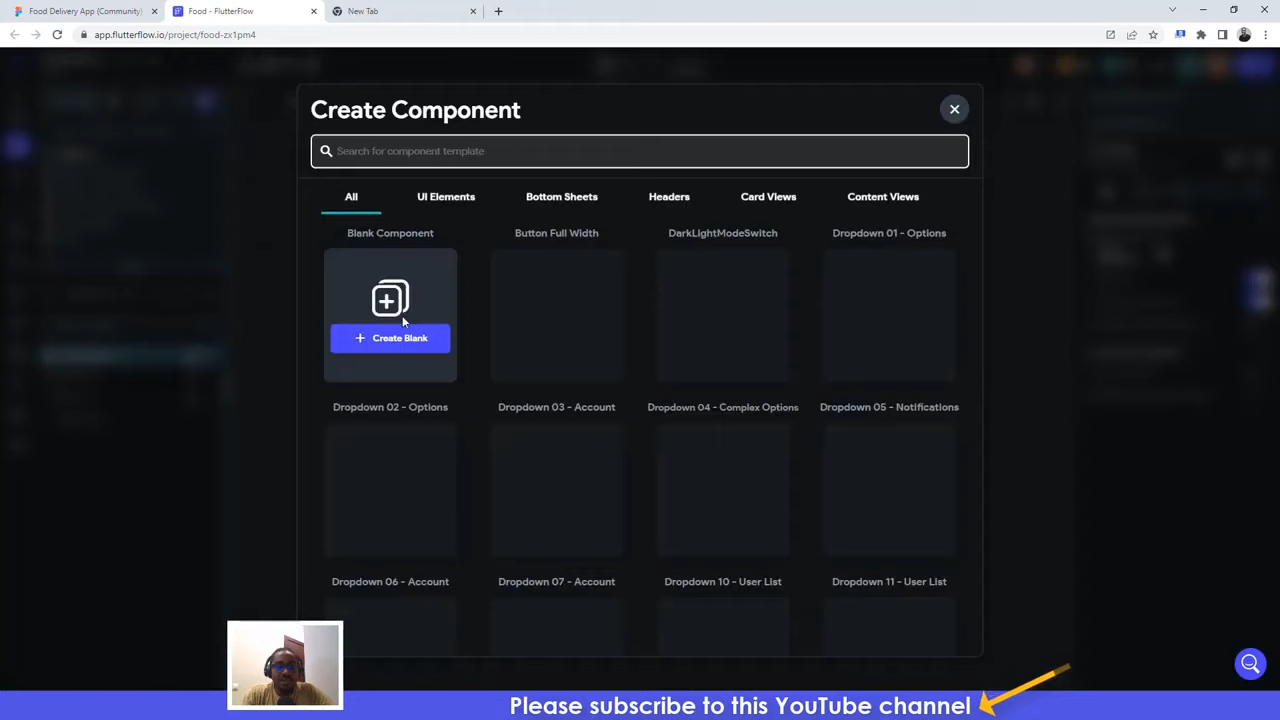 Food Delivery App (Community)
Food - FlutterFlow
New Tab
app.flutterflow.io/project/food-zx1pm4
Create Component
Search for component template
All
UI Elements
Bottom Sheets
Headers
Card Views
Content Views
Blank Component
Button Full Width
DarkLightModeSwitch
Dropdown 01 - Options
+ Create Blank
Dropdown 02 - Options
Dropdown 03 - Account
Dropdown 04 - Complex Options
Dropdown 05 - Notifications
Dropdown 06 - Account
Dropdown 07 - Account
Dropdown 10 - User List
Dropdown 11 - User List
Please subscribe to this YouTube channel